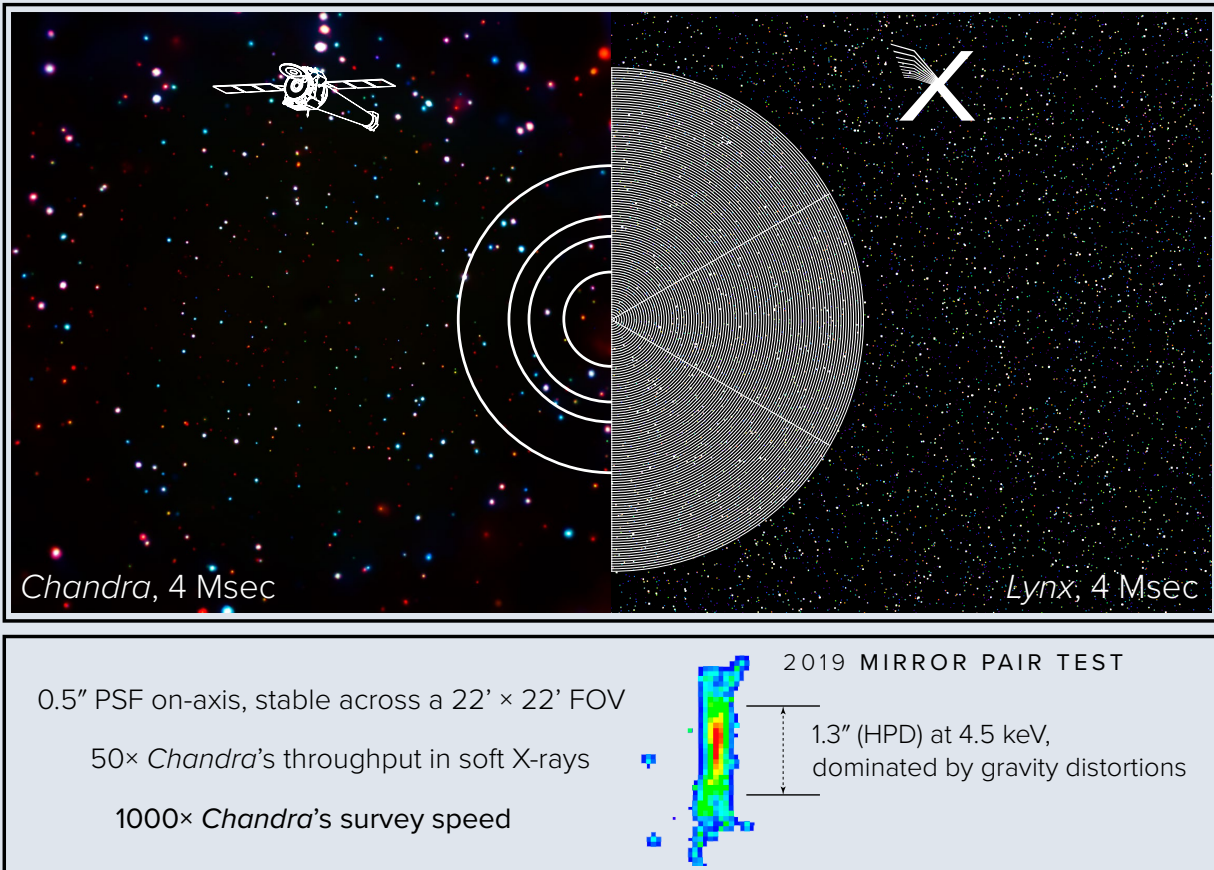 Chandra, 4 Msec
Lynx, 4 Msec
0.5″ PSF on-axis, stable across a 22' × 22' FOV
50× Chandra's throughput in soft X-rays
1000× Chandra's survey speed
2019 MIRROR PAIR TEST
1.3″ (HPD) at 4.5 keV,
dominated by gravity distortions